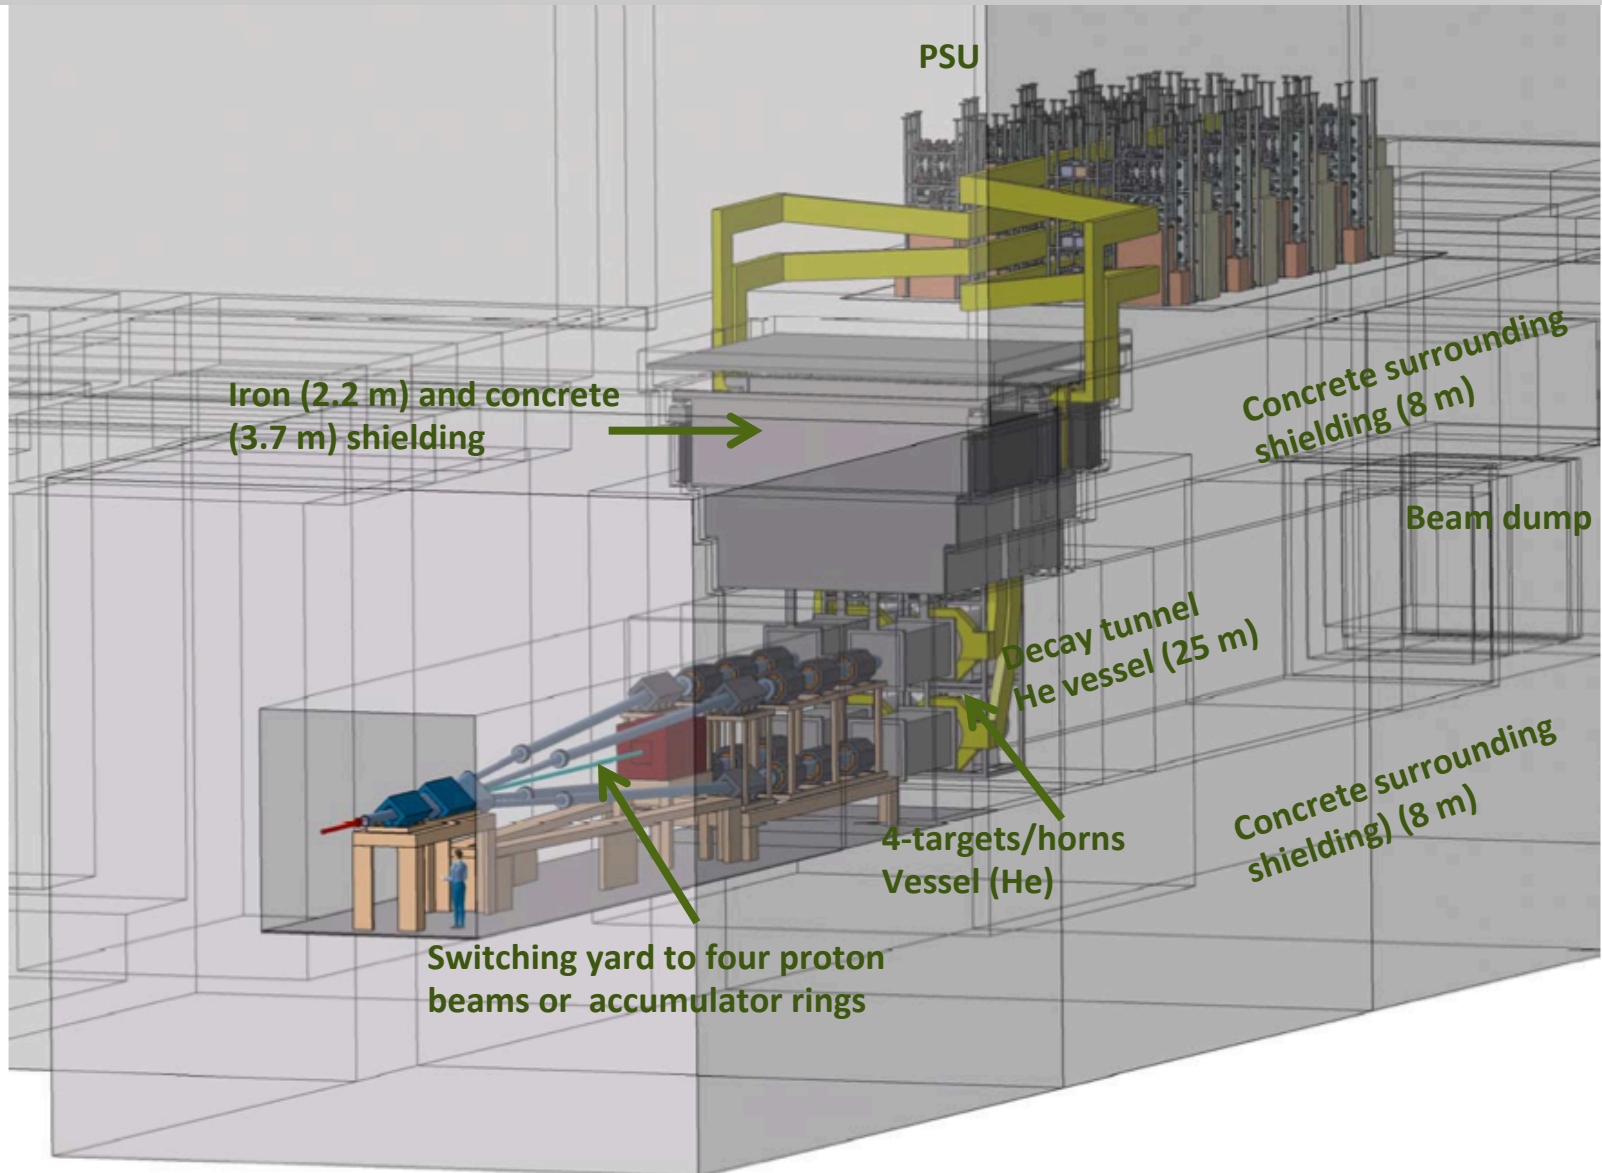 PSU
Iron (2.2 m) and concrete
(3.7 m) shielding
Concrete surrounding
shielding (8 m)
Beam dump
Decay tunnel
He vessel (25 m)
4-targets/horns
Vessel (He)
Concrete surrounding
shielding) (8 m)
Switching yard to four proton
beams or  accumulator rings